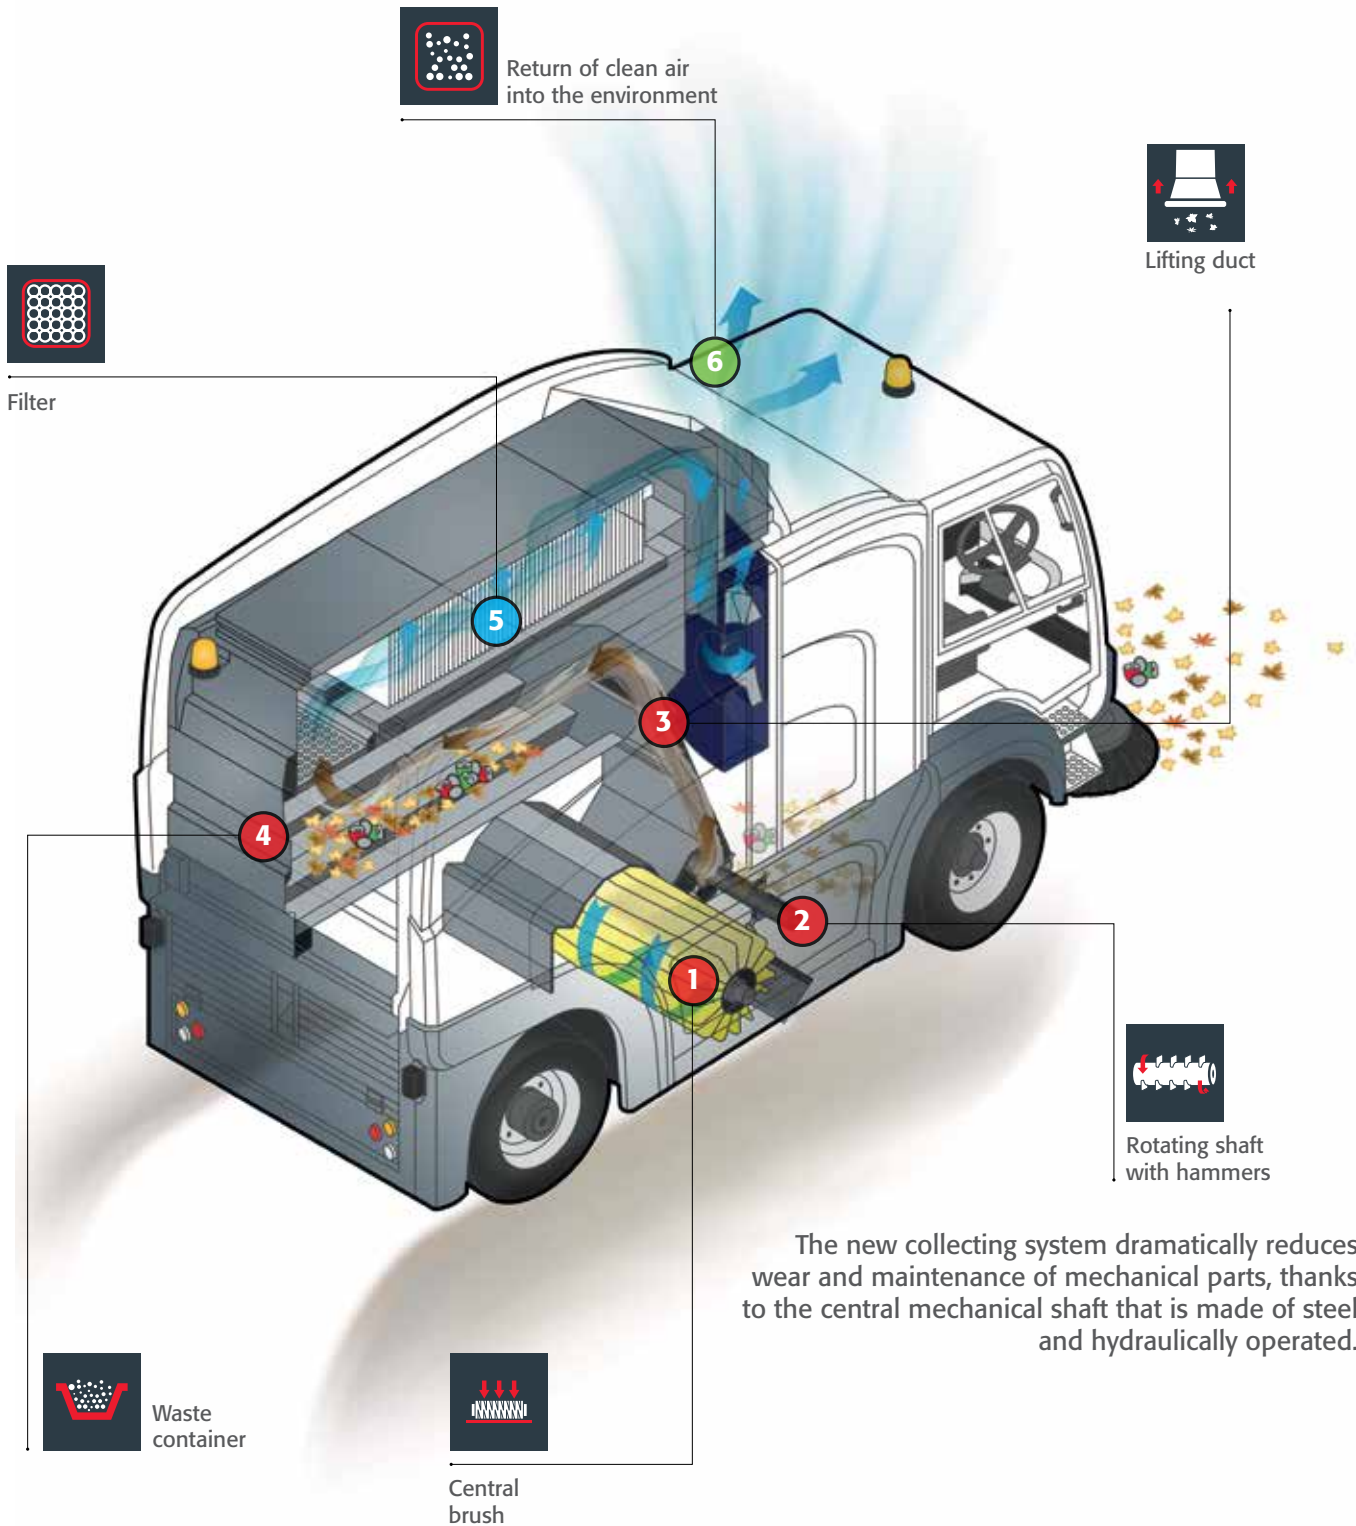 Return of clean air
into the environment
Lifting duct
Filter
6
5
3
4
2
1
Rotating shaft
with hammers
The new collecting system dramatically reduces
wear and maintenance of mechanical parts, thanks
to the central mechanical shaft that is made of steel
and hydraulically operated.
Waste
container
Central
brush